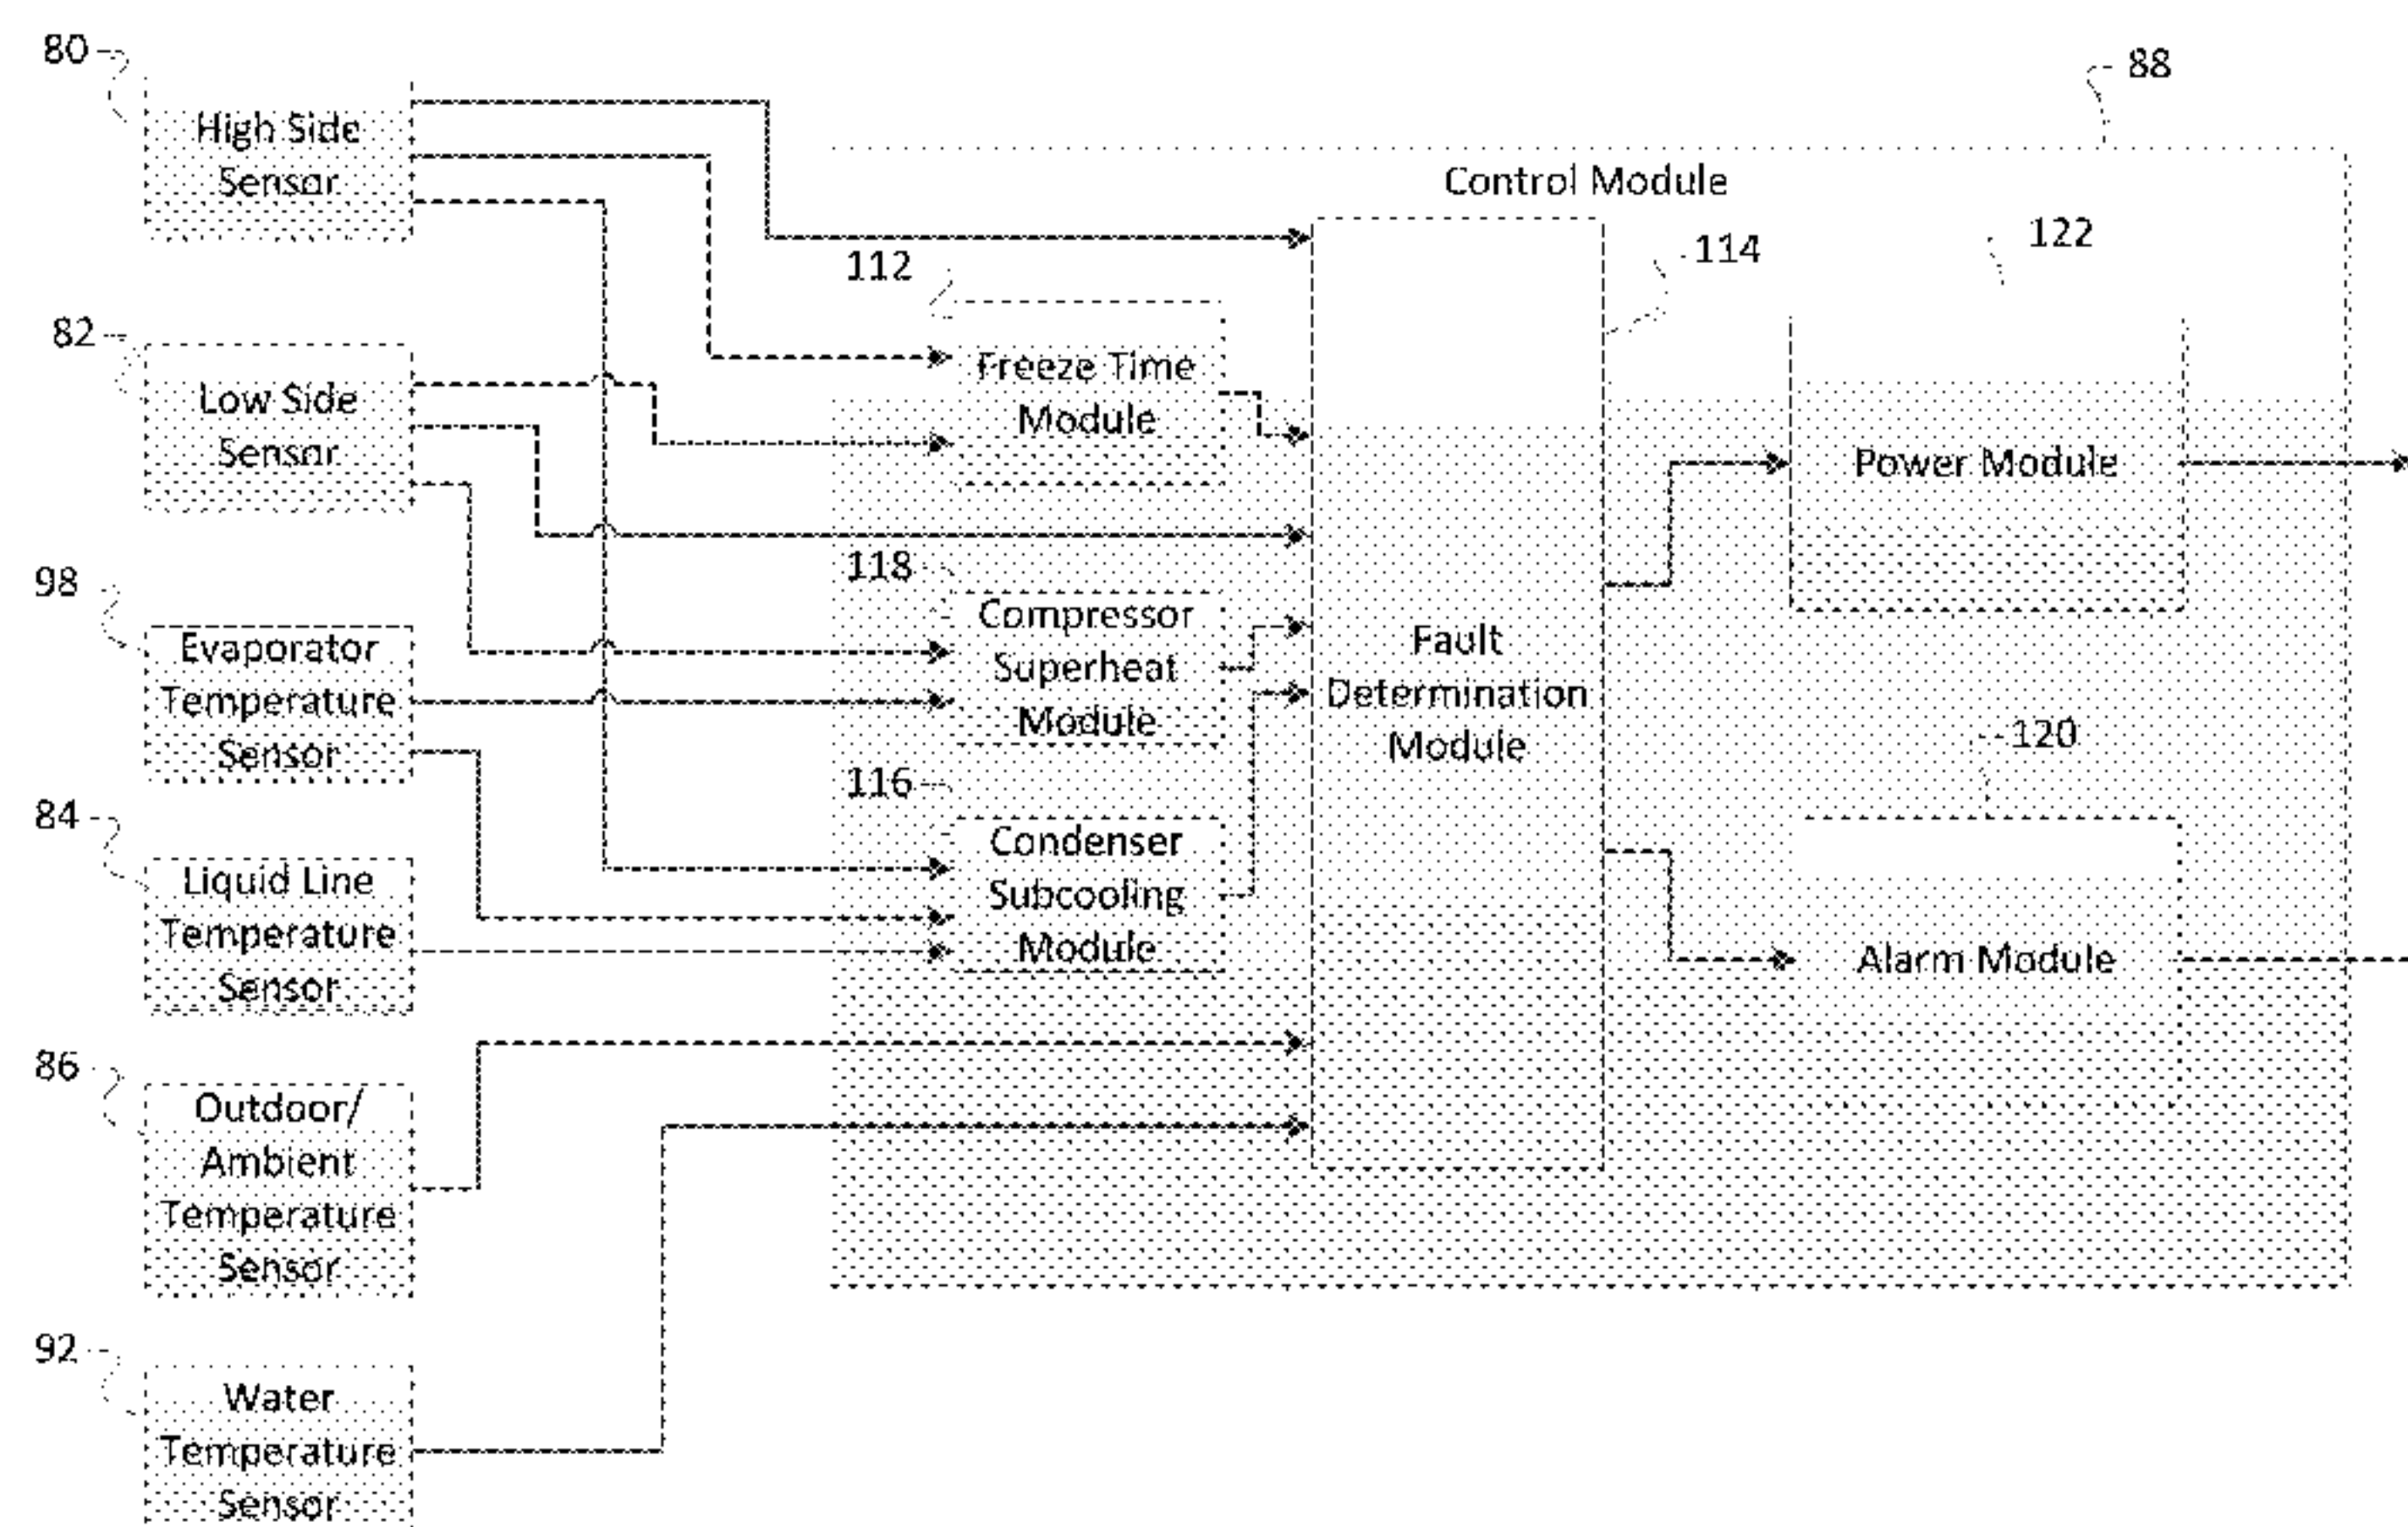 80
High Side
Sensor
88
Control Module
112
114
122
82
Low Side
Sensor
Freeze Time
Module
Power Module
98
Evaporator
Temperature
Sensor
118
Compressor
Superheat
Module
Fault
Determination
Module
120
84
Liquid Line
Temperature
Sensor
116
Condenser
Subcooling
Module
Alarm Module
86
Outdoor/
Ambient
Temperature
Sensor
92
Water
Temperature
Sensor